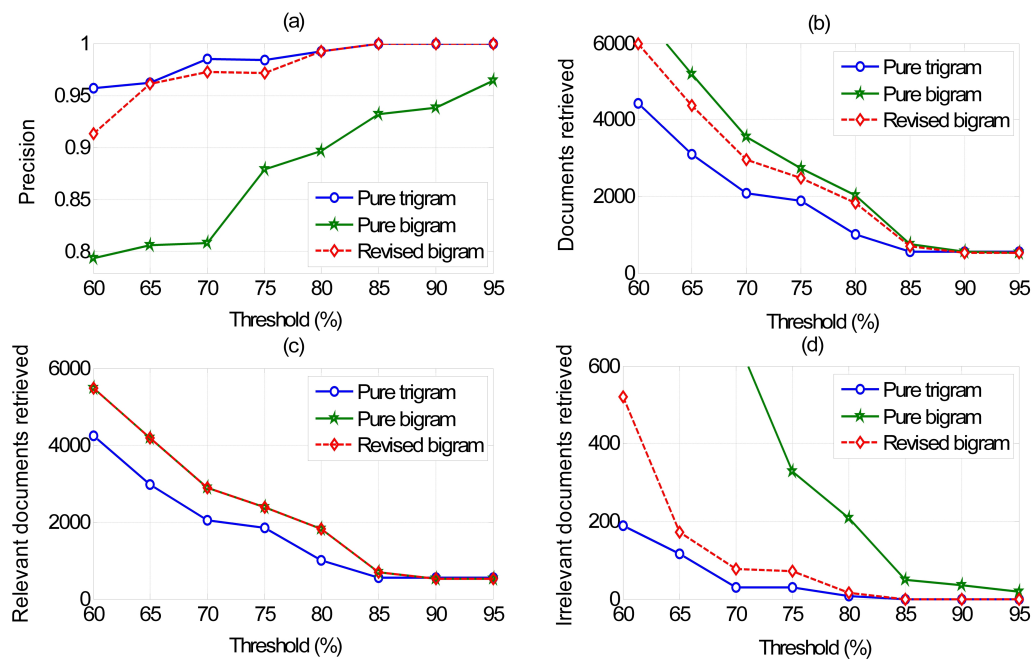 (a)
1
0.95
0.9
0.85
0.8
Precision
60 65 70 75 80 85 90 95
Threshold (%)
Pure trigram
Pure bigram
Revised bigram
(b)
6000
4000
2000
0
Documents retrieved
60 65 70 75 80 85 90 95
Threshold (%)
Pure trigram
Pure bigram
Revised bigram
(c)
6000
4000
2000
0
Relevant documents retrieved
60 65 70 75 80 85 90 95
Threshold (%)
Pure trigram
Pure bigram
Revised bigram
(d)
600
400
200
0
Irrelevant documents retrieved
60 65 70 75 80 85 90 95
Threshold (%)
Pure trigram
Pure bigram
Revised bigram